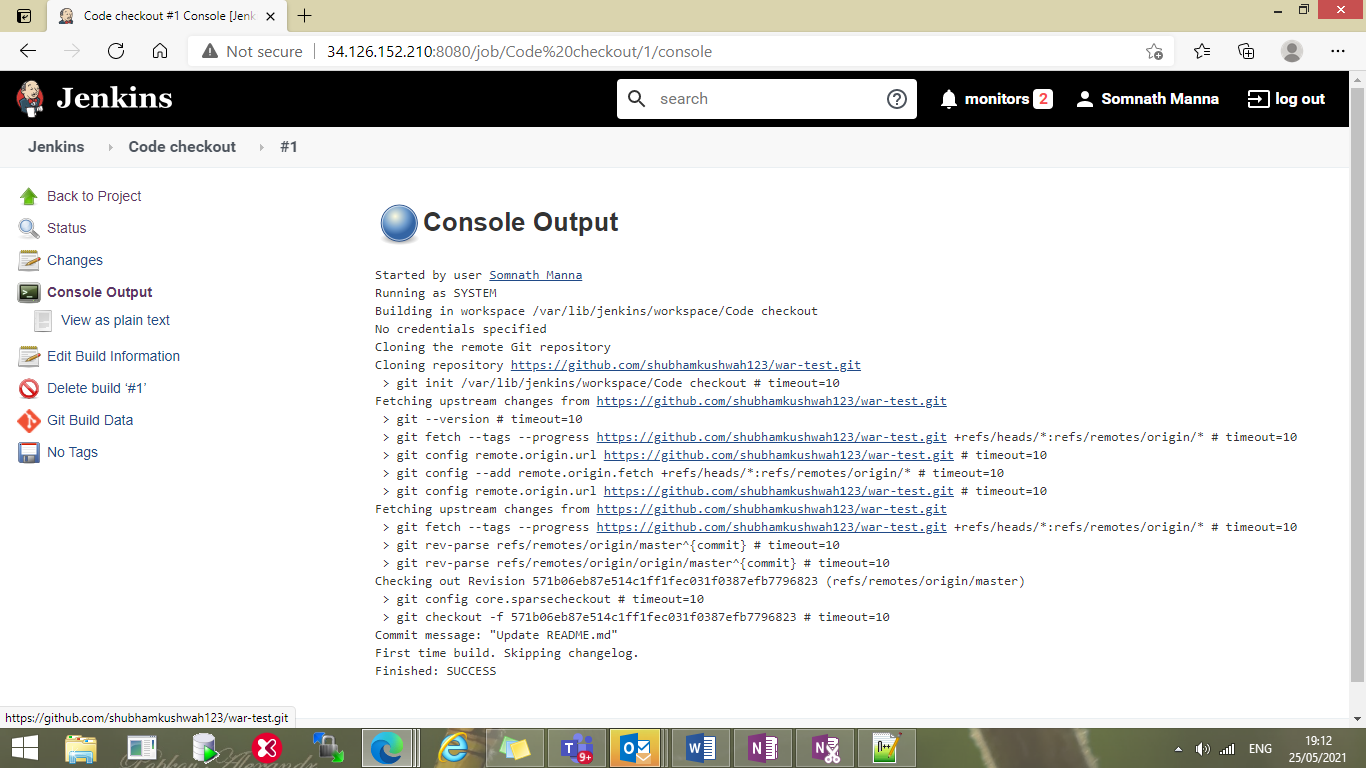 Code checkout #1 Console [Jenk
Not secure
34.126.152.210:8080/job/Code%20checkout/1/console
Jenkins
search
monitors 2
Somnath Manna
log out
Jenkins
Code checkout
#1
Back to Project
Status
Changes
Console Output
View as plain text
Edit Build Information
Delete build ‘#1’
Git Build Data
No Tags
Console Output
Started by user Somnath Manna
Running as SYSTEM
Building in workspace /var/lib/jenkins/workspace/Code checkout
No credentials specified
Cloning the remote Git repository
Cloning repository https://github.com/shubhamkushwah123/war-test.git
> git init /var/lib/jenkins/workspace/Code checkout # timeout=10
Fetching upstream changes from https://github.com/shubhamkushwah123/war-test.git
> git --version # timeout=10
> git fetch --tags --progress https://github.com/shubhamkushwah123/war-test.git +refs/heads/*:refs/remotes/origin/* # timeout=10
> git config remote.origin.url https://github.com/shubhamkushwah123/war-test.git # timeout=10
> git config --add remote.origin.fetch +refs/heads/*:refs/remotes/origin/* # timeout=10
> git config remote.origin.url https://github.com/shubhamkushwah123/war-test.git # timeout=10
Fetching upstream changes from https://github.com/shubhamkushwah123/war-test.git
> git fetch --tags --progress https://github.com/shubhamkushwah123/war-test.git +refs/heads/*:refs/remotes/origin/* # timeout=10
> git rev-parse refs/remotes/origin/master^{commit} # timeout=10
> git rev-parse refs/remotes/origin/origin/master^{commit} # timeout=10
Checking out Revision 571b06eb87e514c1ff1fec031f0387efb7796823 (refs/remotes/origin/master)
> git config core.sparsecheckout # timeout=10
> git checkout -f 571b06eb87e514c1ff1fec031f0387efb7796823 # timeout=10
Commit message: "Update README.md"
First time build. Skipping changelog.
Finished: SUCCESS
https://github.com/shubhamkushwah123/war-test.git
9+
ENG
19:12
25/05/2021